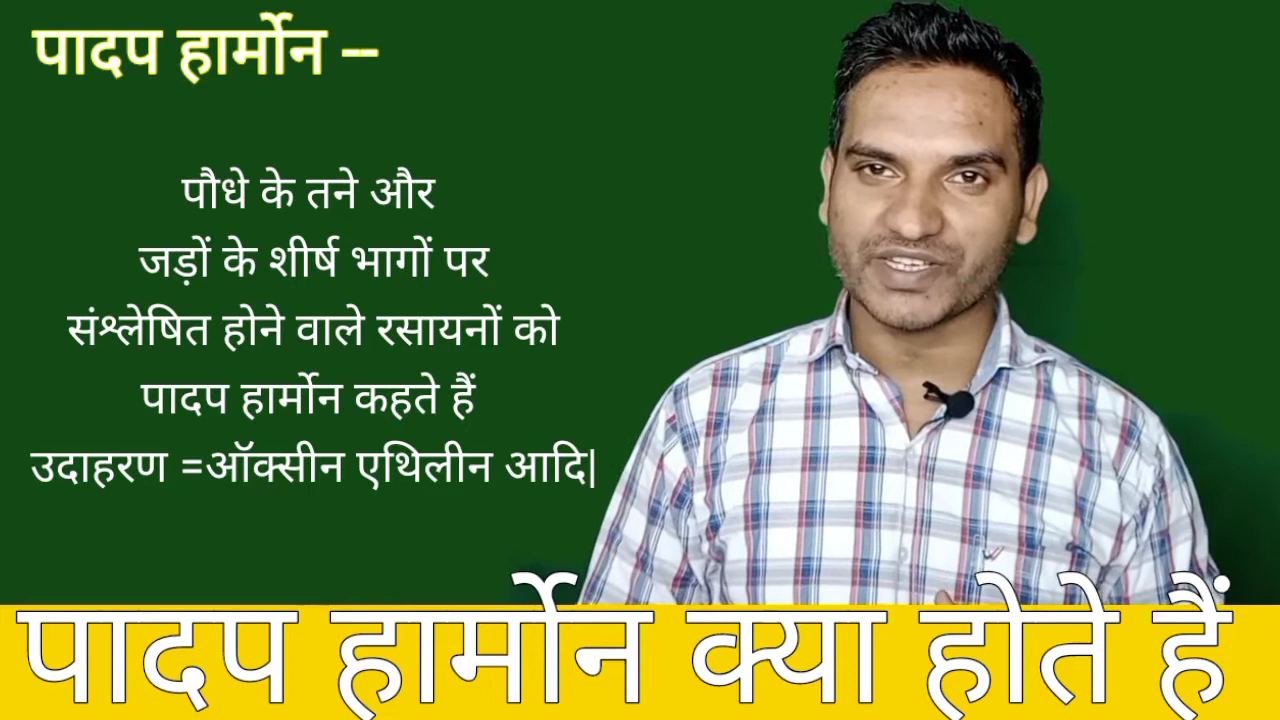 पादप हार्मोन --
पौधे के तने और
जड़ों के शीर्ष भागों पर
संश्लेषित होने वाले रसायनों को
पादप हार्मोन कहते हैं
उदाहरण =ऑक्सीन एथिलीन आदि|
पादप हार्मोन क्या होते हैं